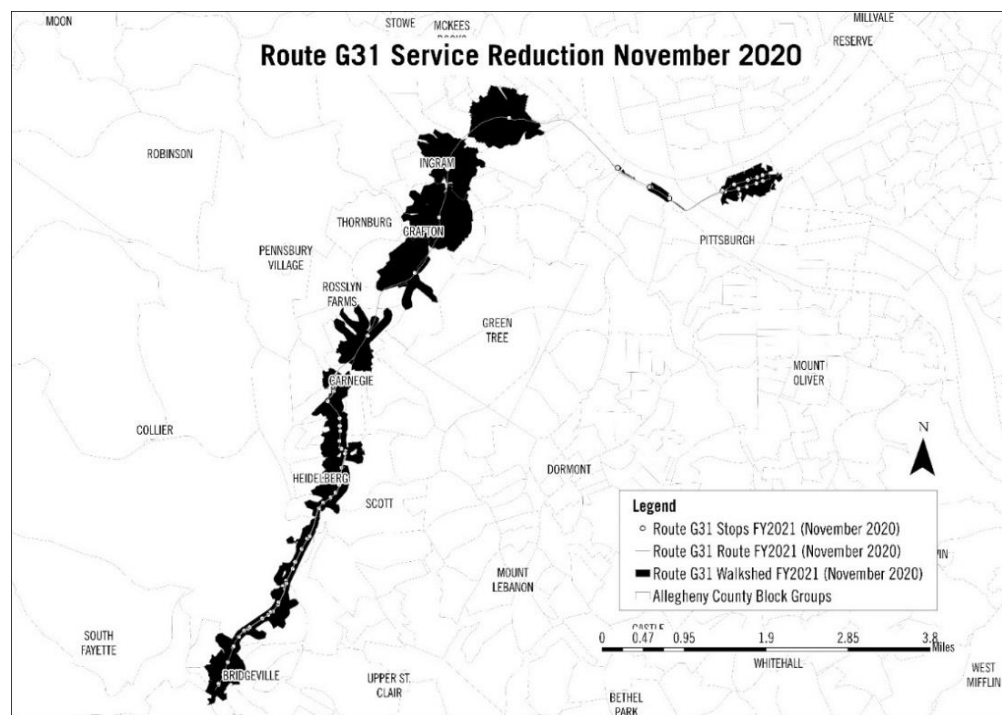 MOON
STOWE
MCKEES
MILLVALE
RESERVE
Route G31 Service Reduction November 2020
ROBINSON
INGRAM
THORNBURG
CRAFTON
PITTSBURGH
PENNSBURY
VILLAGE
ROSSLYN
FARMS
GREEN
TREE
CARNEGIE
MOUNT
OLIVER
COLLIER
N
DORMONT
HEIDELBERG
SCOTT
Legend
Route G31 Stops FY2021 (November 2020)
Route G31 Route FY2021 (November 2020)
Route G31 Walkshed FY2021 (November 2020)
Allegheny County Block Groups
MOUNT
LEBANON
CASTLE
0 0.47 0.95 1.9 2.85 3.8
Miles
WHITEHALL
SOUTH
FAYETTE
BRIDGEVILLE
UPPER ST.
CLAIR
WEST
MIFFLIN
BETHEL
PARK